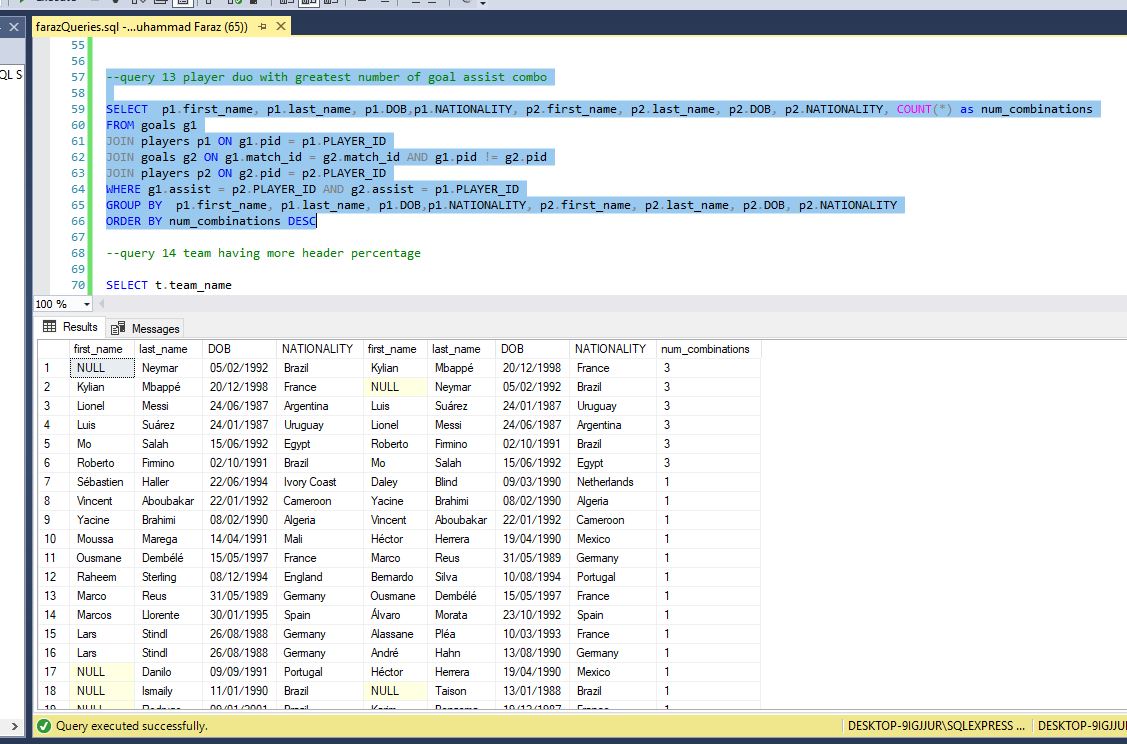 Execute
farazQueries.sql -...uhammad Faraz (65))
QL S
55
56
57 --query 13 player duo with greatest number of goal assist combo
58
59 SELECT p1.first_name, p1.last_name, p1.DOB,p1.NATIONALITY, p2.first_name, p2.last_name, p2.DOB, p2.NATIONALITY, COUNT(*) as num_combinations
60 FROM goals g1
61 JOIN players p1 ON g1.pid = p1.PLAYER_ID
62 JOIN goals g2 ON g1.match_id = g2.match_id AND g1.pid != g2.pid
63 JOIN players p2 ON g2.pid = p2.PLAYER_ID
64 WHERE g1.assist = p2.PLAYER_ID AND g2.assist = p1.PLAYER_ID
65 GROUP BY p1.first_name, p1.last_name, p1.DOB,p1.NATIONALITY, p2.first_name, p2.last_name, p2.DOB, p2.NATIONALITY
66 ORDER BY num_combinations DESC
67
68 --query 14 team having more header percentage
69
70 SELECT t.team_name
100 %
Results Messages
first_name last_name DOB NATIONALITY first_name last_name DOB NATIONALITY num_combinations
1 NULL Neymar 05/02/1992 Brazil Kylian Mbappé 20/12/1998 France 3
2 Kylian Mbappé 20/12/1998 France NULL Neymar 05/02/1992 Brazil 3
3 Lionel Messi 24/06/1987 Argentina Luis Suárez 24/01/1987 Uruguay 3
4 Luis Suárez 24/01/1987 Uruguay Lionel Messi 24/06/1987 Argentina 3
5 Mo Salah 15/06/1992 Egypt Roberto Firmino 02/10/1991 Brazil 3
6 Roberto Firmino 02/10/1991 Brazil Mo Salah 15/06/1992 Egypt 3
7 Sébastien Haller 22/06/1994 Ivory Coast Daley Blind 09/03/1990 Netherlands 1
8 Vincent Aboubakar 22/01/1992 Cameroon Yacine Brahimi 08/02/1990 Algeria 1
9 Yacine Brahimi 08/02/1990 Algeria Vincent Aboubakar 22/01/1992 Cameroon 1
10 Moussa Marega 14/04/1991 Mali Héctor Herrera 19/04/1990 Mexico 1
11 Ousmane Dembélé 15/05/1997 France Marco Reus 31/05/1989 Germany 1
12 Raheem Sterling 08/12/1994 England Bernardo Silva 10/08/1994 Portugal 1
13 Marco Reus 31/05/1989 Germany Ousmane Dembélé 15/05/1997 France 1
14 Marcos Llorente 30/01/1995 Spain Álvaro Morata 23/10/1992 Spain 1
15 Lars Stindl 26/08/1988 Germany Alassane Pléa 10/03/1993 France 1
16 Lars Stindl 26/08/1988 Germany André Hahn 13/08/1990 Germany 1
17 NULL Danilo 09/09/1991 Portugal Héctor Herrera 19/04/1990 Mexico 1
18 NULL Ismaily 11/01/1990 Brazil NULL Taison 13/01/1988 Brazil 1
Query executed successfully.
DESKTOP-9IGJJUR\SQLEXPRESS ...
DESKTOP-9IGJJU